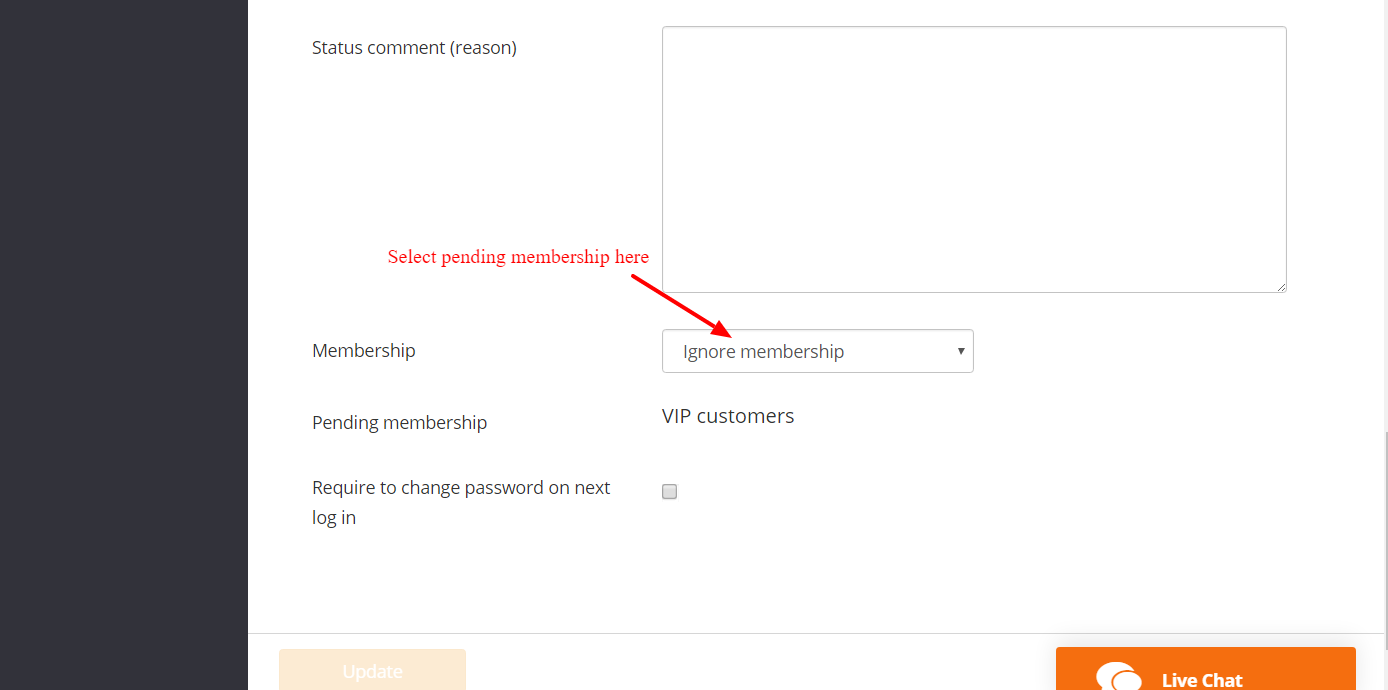 Status comment (reason)
Select pending membership here
Membership
Ignore membership
Pending membership
VIP customers
Require to change password on next
log in
Update
Live Chat